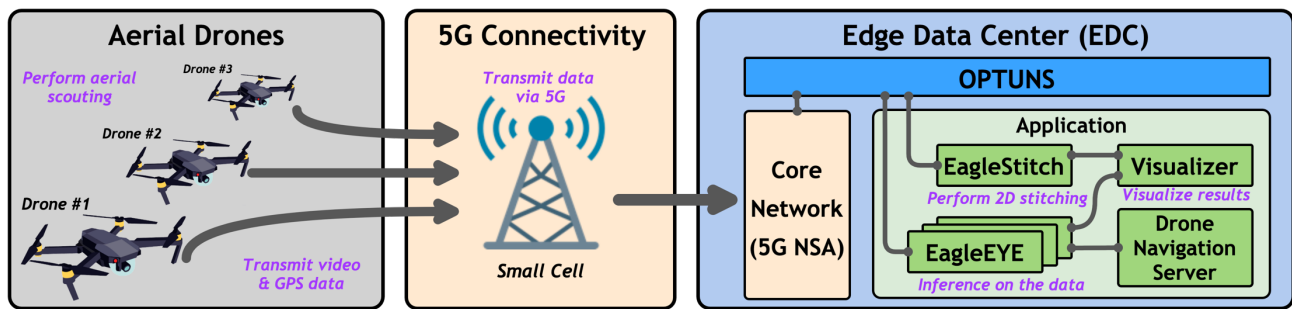 Aerial Drones
Perform aerial
scouting
Drone #3
Drone #2
Drone #1
Transmit video
& GPS data
5G Connectivity
Transmit data
via 5G
Small Cell
Edge Data Center (EDC)
OPTUNS
Core
Network
(5G NSA)
Application
EagleStitch
Perform 2D stitching
Visualizer
Visualize results
EagleEYE
Inference on the data
Drone
Navigation
Server